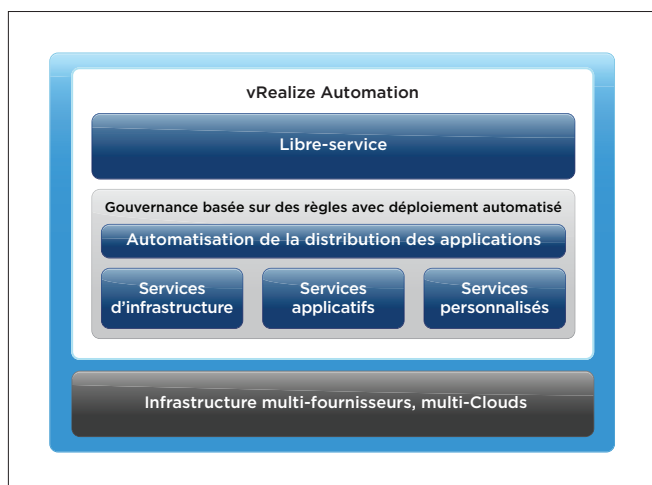 vRealize Automation
Libre-service
Gouvernance basée sur des règles avec déploiement automatisé
Automatisation de la distribution des applications
Services
d'infrastructure
Services
applicatifs
Services
personnalisés
Infrastructure multi-fournisseurs, multi-Clouds